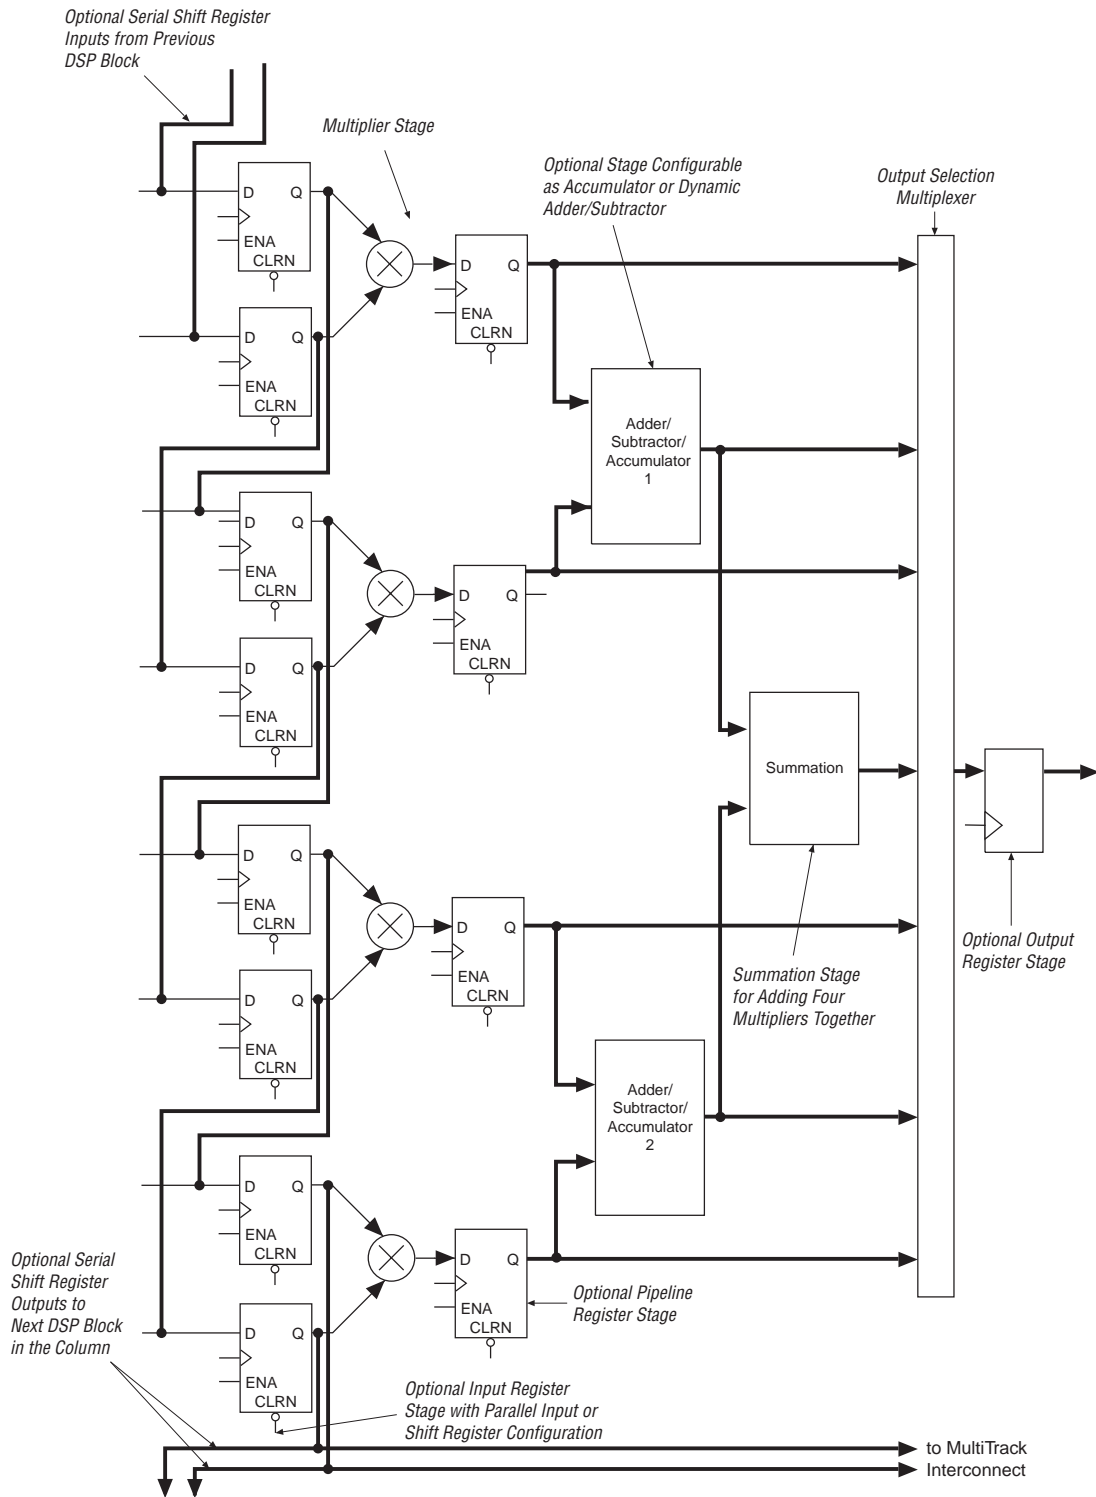 Optional Serial Shift Register
Inputs from Previous
DSP Block
Multiplier Stage
Optional Stage Configurable
as Accumulator or Dynamic
Adder/Subtractor
Output Selection
Multiplexer
D Q
ENA
CLRN
D Q
ENA
CLRN
D Q
ENA
CLRN
Adder/
Subtractor/
Accumulator
1
D Q
ENA
CLRN
D Q
ENA
CLRN
D Q
ENA
CLRN
Summation
D Q
ENA
CLRN
D Q
ENA
CLRN
D Q
ENA
CLRN
Summation Stage
for Adding Four
Multipliers Together
Optional Output
Register Stage
Adder/
Subtractor/
Accumulator
2
D Q
ENA
CLRN
D Q
ENA
CLRN
D Q
ENA
CLRN
Optional Serial
Shift Register
Outputs to
Next DSP Block
in the Column
Optional Pipeline
Register Stage
Optional Input Register
Stage with Parallel Input or
Shift Register Configuration
to MultiTrack
Interconnect